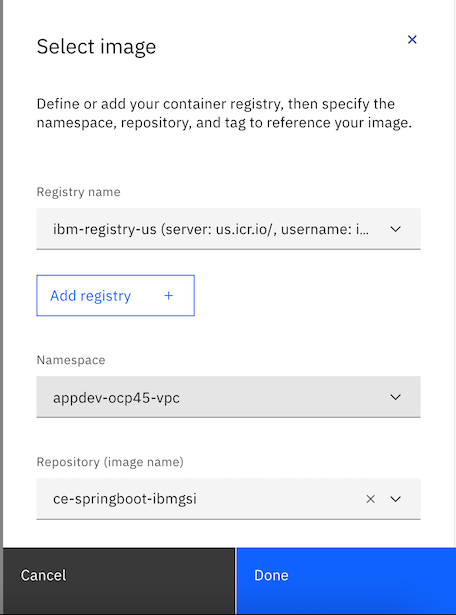 Select image
Define or add your container registry, then specify the
namespace, repository, and tag to reference your image.
Registry name
ibm-registry-us (server: us.icr.io/, username: i...
Add registry +
Namespace
appdev-ocp45-vpc
Repository (image name)
ce-springboot-ibmgsi
Cancel
Done